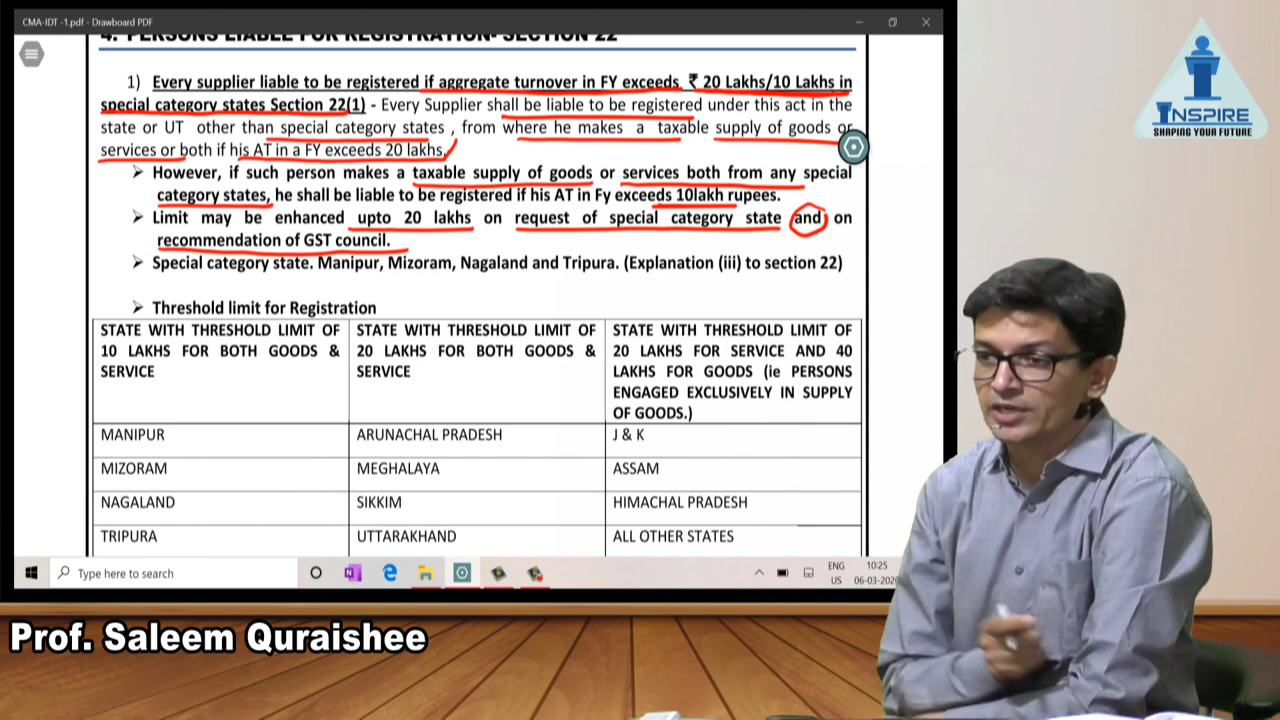 CMA-IDT -1.pdf - Drawboard PDF
4. PERSONS LIABLE FOR REGISTRATION- SECTION 22
1) Every supplier liable to be registered if aggregate turnover in FY exceeds ₹ 20 Lakhs/10 Lakhs in
special category states Section 22(1) - Every Supplier shall be liable to be registered under this act in the
state or UT other than special category states , from where he makes a taxable supply of goods or
services or both if his AT in a FY exceeds 20 lakhs.
➢ However, if such person makes a taxable supply of goods or services both from any special
category states, he shall be liable to be registered if his AT in Fy exceeds 10lakh rupees.
➢ Limit may be enhanced upto 20 lakhs on request of special category state and on
recommendation of GST council.
➢ Special category state. Manipur, Mizoram, Nagaland and Tripura. (Explanation (iii) to section 22)
➢ Threshold limit for Registration
STATE WITH THRESHOLD LIMIT OF
10 LAKHS FOR BOTH GOODS &
SERVICE
STATE WITH THRESHOLD LIMIT OF
20 LAKHS FOR BOTH GOODS &
SERVICE
STATE WITH THRESHOLD LIMIT OF
20 LAKHS FOR SERVICE AND 40
LAKHS FOR GOODS (ie PERSONS
ENGAGED EXCLUSIVELY IN SUPPLY
OF GOODS.)
MANIPUR
ARUNACHAL PRADESH
J & K
MIZORAM
MEGHALAYA
ASSAM
NAGALAND
SIKKIM
HIMACHAL PRADESH
TRIPURA
UTTARAKHAND
ALL OTHER STATES
Type here to search
ENG
US
10:25
06-03-202
INSPIRE
SHAPING YOUR FUTURE
Prof. Saleem Quraishee